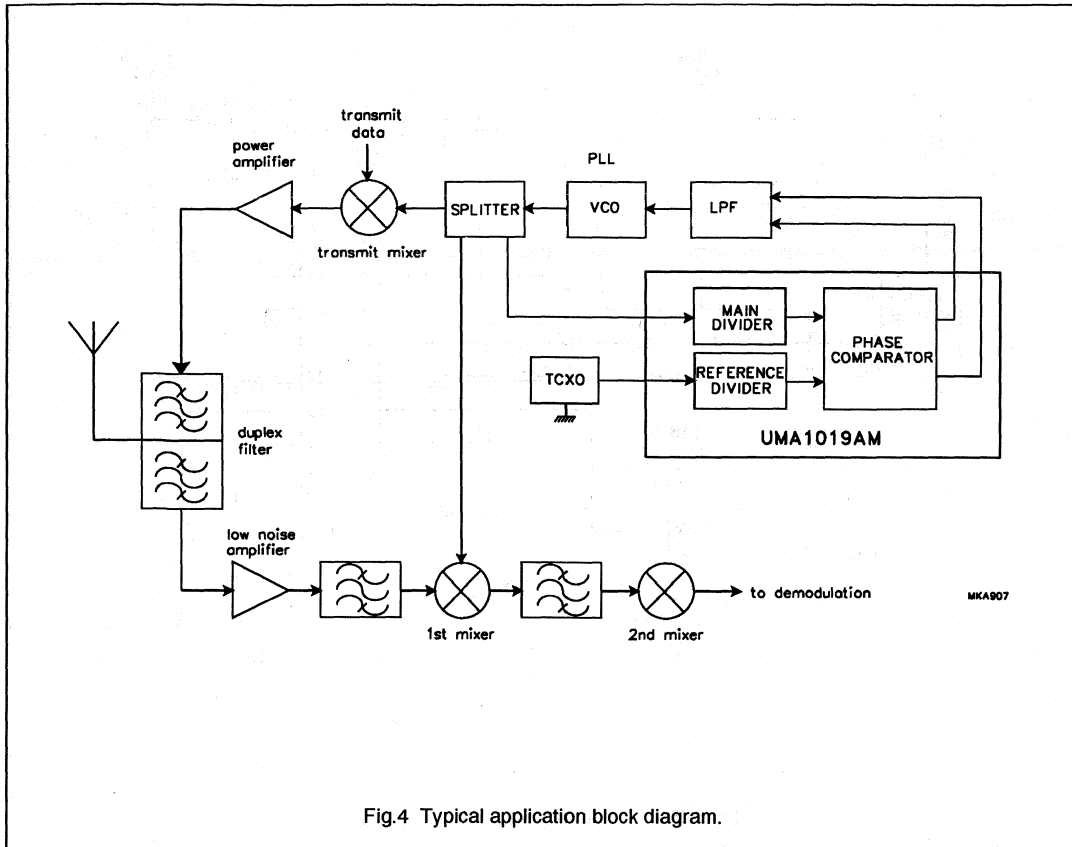 transmit
data
power
amplifier
PLL
SPLITTER
VCO
LPF
transmit mixer
MAIN
DIVIDER
PHASE
COMPARATOR
TCXO
REFERENCE
DIVIDER
UMA1019AM
duplex
filter
low noise
amplifier
1st mixer
2nd mixer
to demodulation
MKA907
Fig.4 Typical application block diagram.